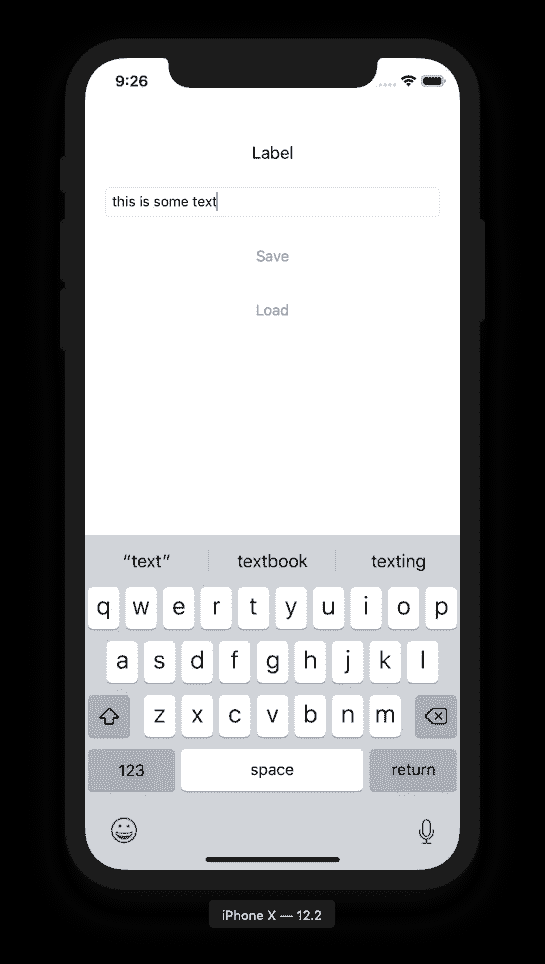 9:26
Label
this is some text
Save
Load
“text” textbook texting
q w e r t y u i o p
a s d f g h j k l
z x c v b n m
123 space return
iPhone X — 12.2